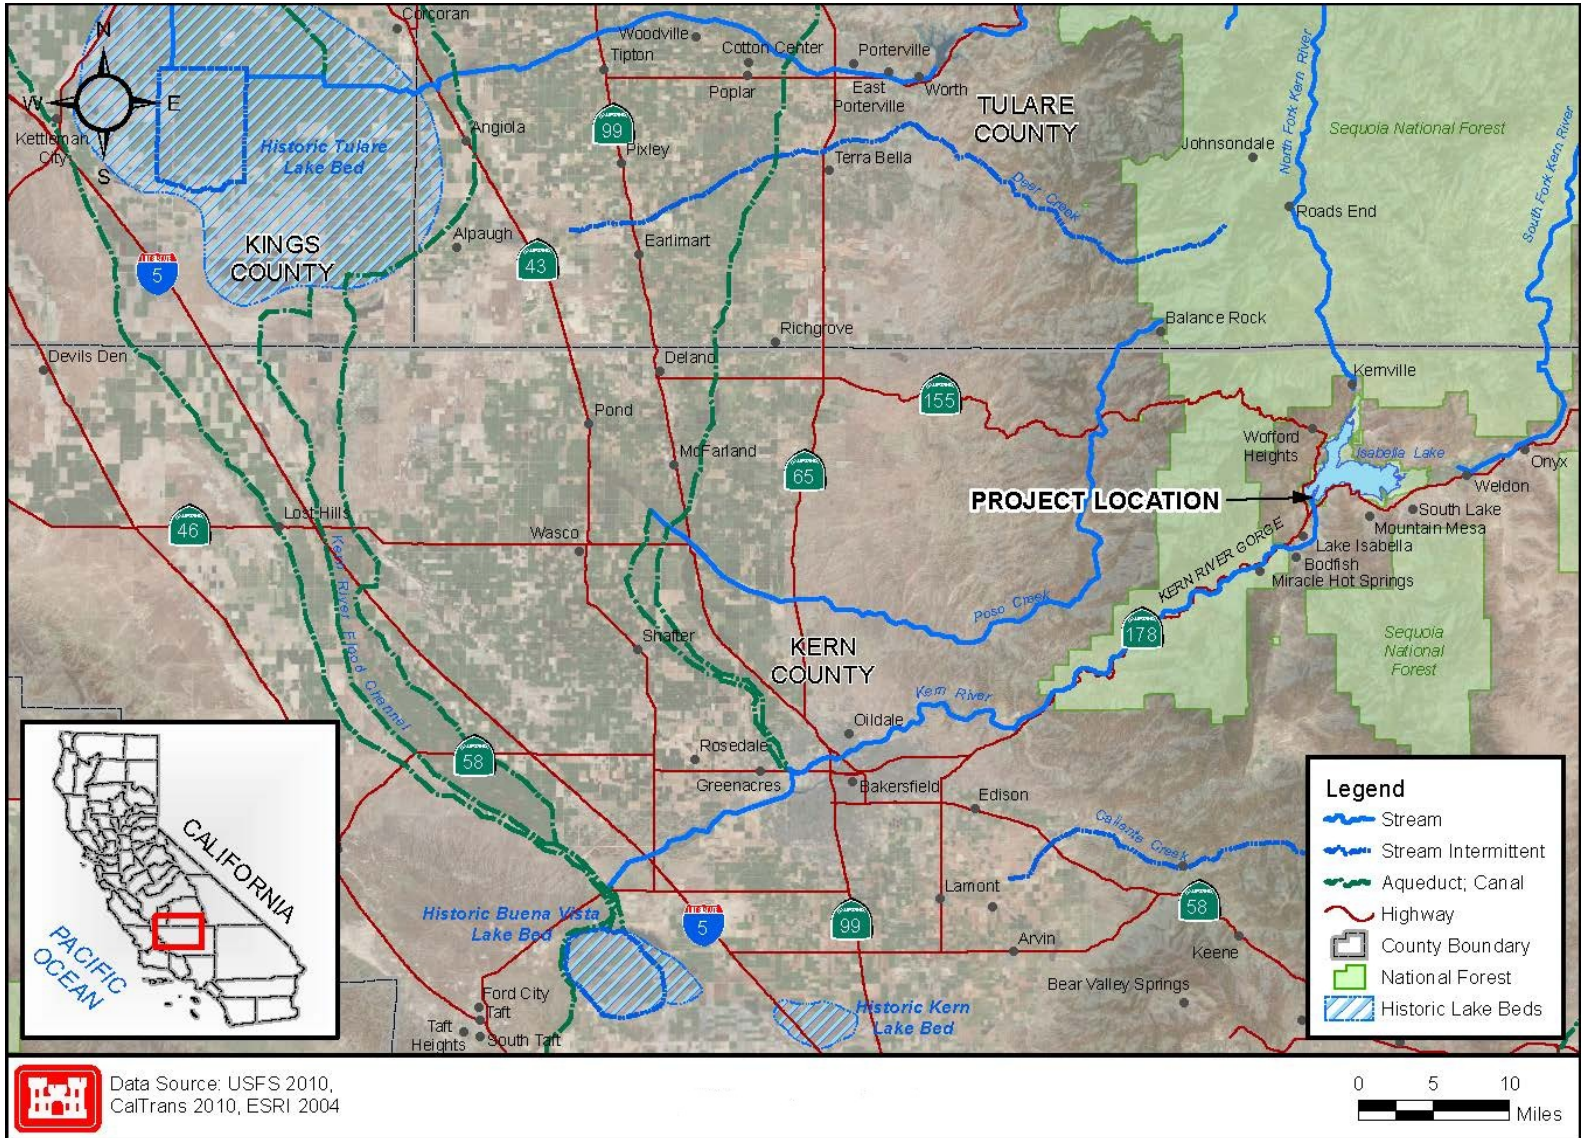 Corcoran
Woodville
Tipton
Cotton Center
Porterville
Poplar
East
Porterville
Worth
TULARE
COUNTY
North Fork Kern River
South Fork Kern River
Sequoia National Forest
N
W
E
S
Kettleman
City
Angiola
Historic Tulare
Lake Bed
99
Pixley
Terra Bella
Johnsondale
Deer Creek
Roads End
KINGS
COUNTY
Alpaugh
Earlimart
5
43
Richgrove
Balance Rock
Devils Den
Deland
Kernville
155
Pond
Wofford
Heights
Isabella Lake
McFarland
65
Onyx
Weldon
PROJECT LOCATION
46
Lost Hills
Wasco
South Lake
Mountain Mesa
Lake Isabella
Bodfish
Miracle Hot Springs
KERN RIVER GORGE
Kern River Flood Channel
Poso Creek
178
Shafter
KERN
COUNTY
Sequoia
National
Forest
Kern River
Oildale
58
Rosedale
Greenacres
Bakersfield
Edison
Caliente Creek
Lamont
58
Historic Buena Vista
Lake Bed
5
99
Arvin
Keene
Bear Valley Springs
Ford City
Taft
Taft
Heights
South Taft
Historic Kern
Lake Bed
CALIFORNIA
PACIFIC
OCEAN
Legend
Stream
Stream Intermittent
Aqueduct; Canal
Highway
County Boundary
National Forest
Historic Lake Beds
Data Source: USFS 2010,
CalTrans 2010, ESRI 2004
0 5 10
Miles